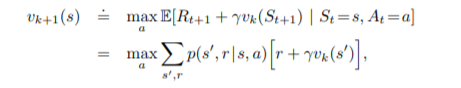 v_{k+1}(s) ≐ max_a 𝔼[R_{t+1} + γv_k(S_{t+1}) | S_t=s, A_t=a]
= max_a ∑_{s′,r} p(s′,r|s,a)[r + γv_k(s′)],